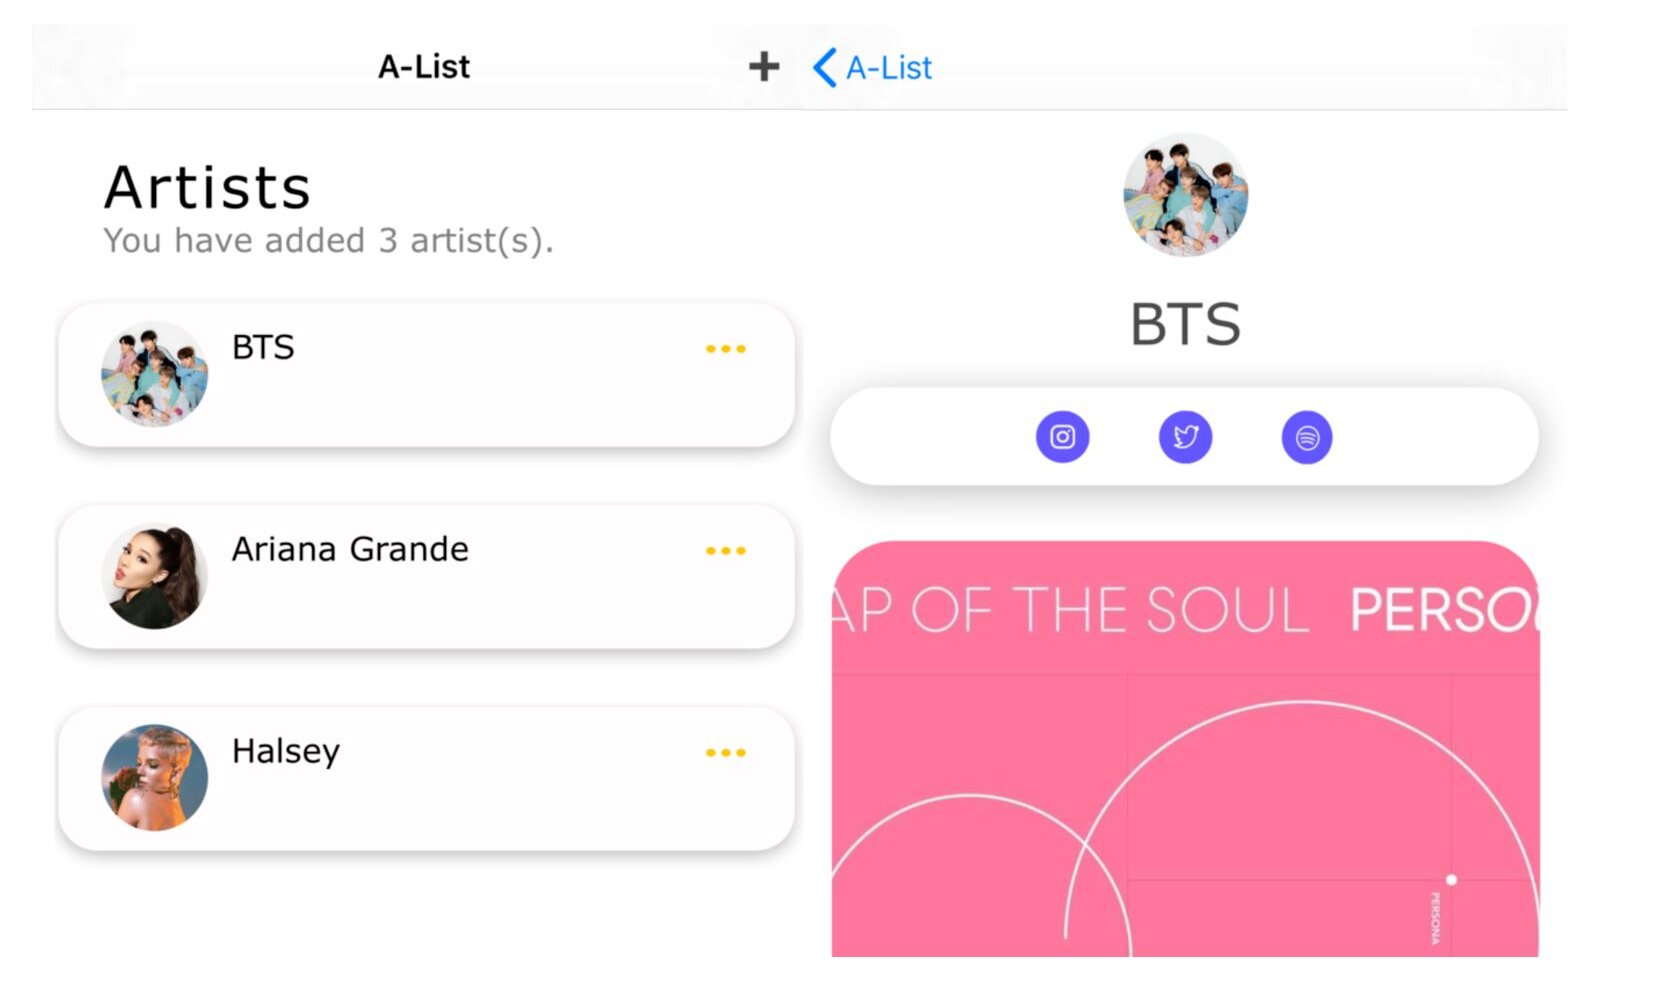 A-List
Artists
You have added 3 artist(s).
BTS
Ariana Grande
Halsey
A-List
BTS
AP OF THE SOUL PERSO
PERSONA